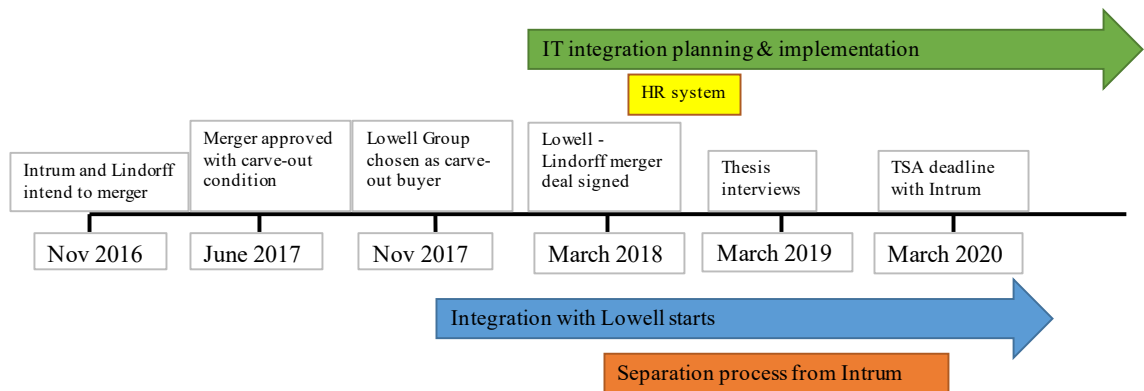 IT integration planning & implementation
HR system
Intrum and Lindorff
intend to merger
Merger approved
with carve-out
condition
Lowell Group
chosen as carve-
out buyer
Lowell -
Lindorff merger
deal signed
Thesis
interviews
TSA deadline
with Intrum
Nov 2016
June 2017
Nov 2017
March 2018
March 2019
March 2020
Integration with Lowell starts
Separation process from Intrum